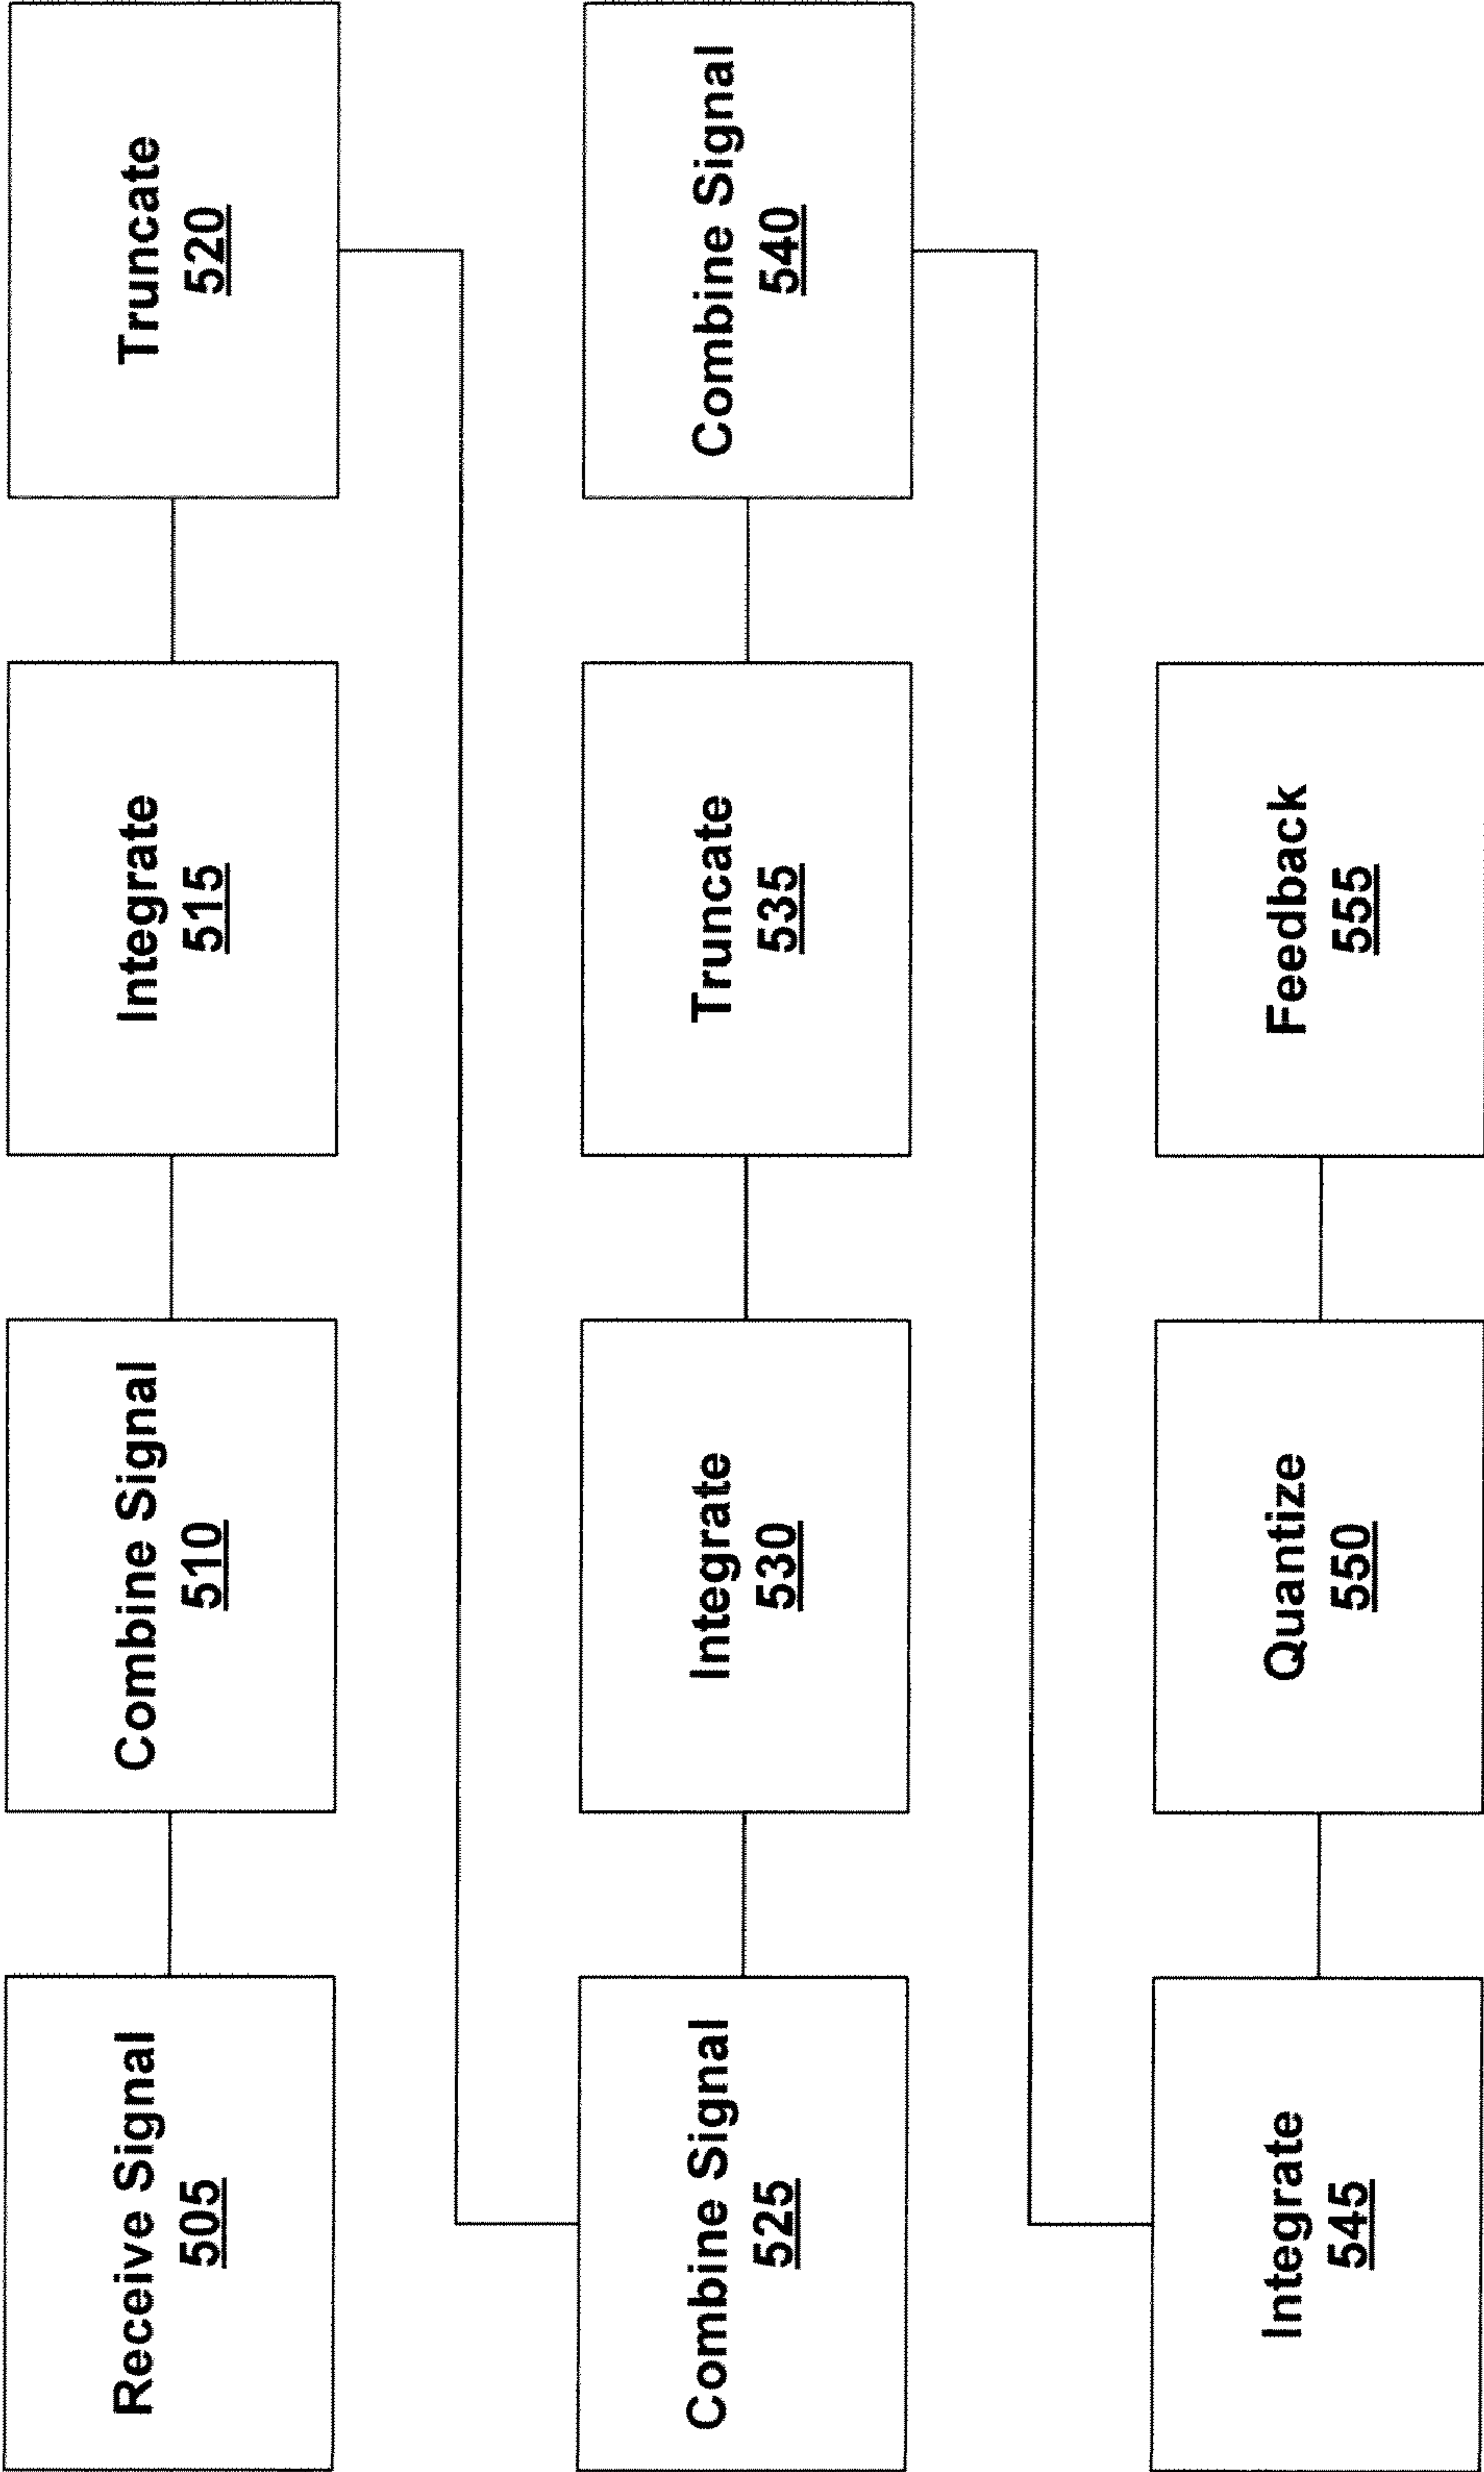 Receive Signal
505
Combine Signal
510
Integrate
515
Truncate
520
Combine Signal
525
Integrate
530
Truncate
535
Combine Signal
540
Integrate
545
Quantize
550
Feedback
555